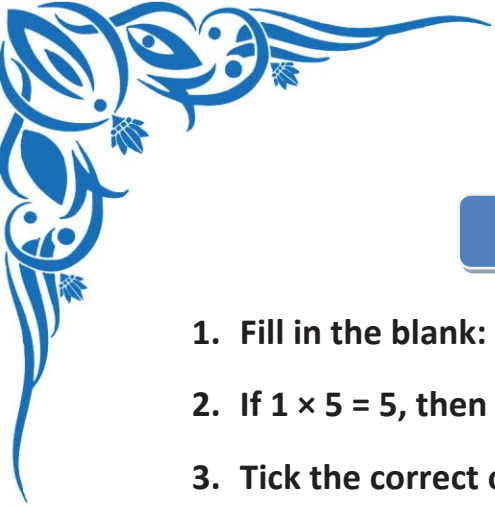 1. Fill in the blank:
2. If 1 × 5 = 5, then
3. Tick the correct